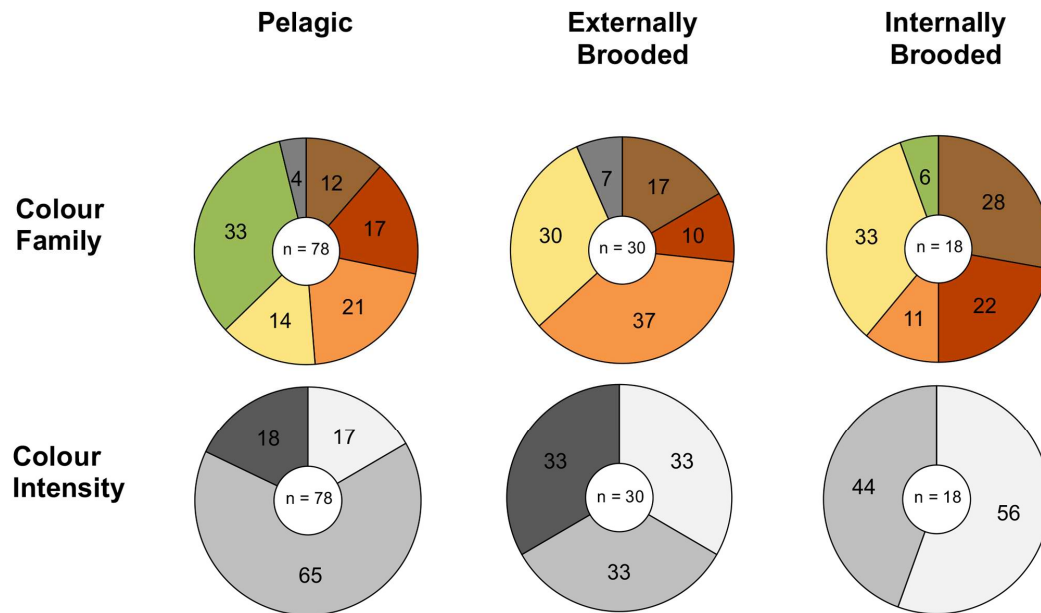 Pelagic
Externally
Brooded
Internally
Brooded
Colour
Family
4
12
17
21
14
33
n = 78
7
17
10
37
30
n = 30
6
28
22
11
33
n = 18
Colour
Intensity
18
17
65
n = 78
33
33
33
n = 30
44
56
n = 18